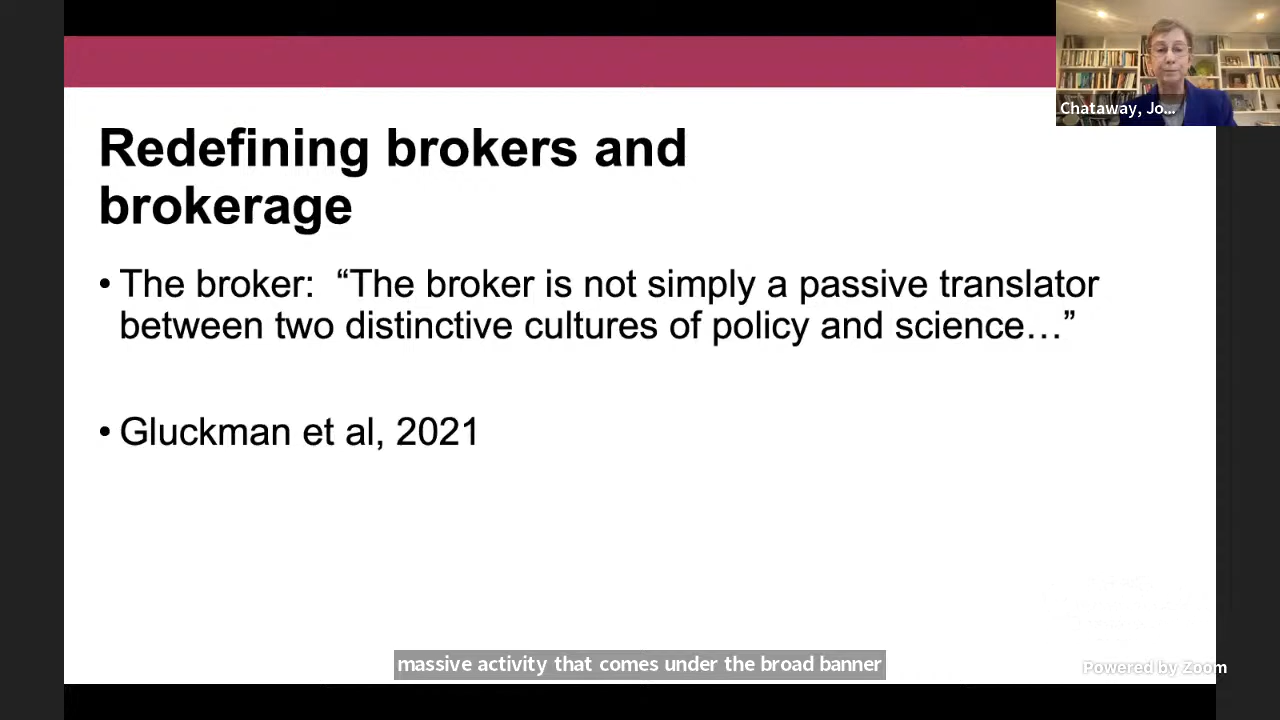 Chataway, Jo...
Redefining brokers and
brokerage
• The broker:  “The broker is not simply a passive translator
between two distinctive cultures of policy and science…”
• Gluckman et al, 2021
massive activity that comes under the broad banner
Powered by Zoom